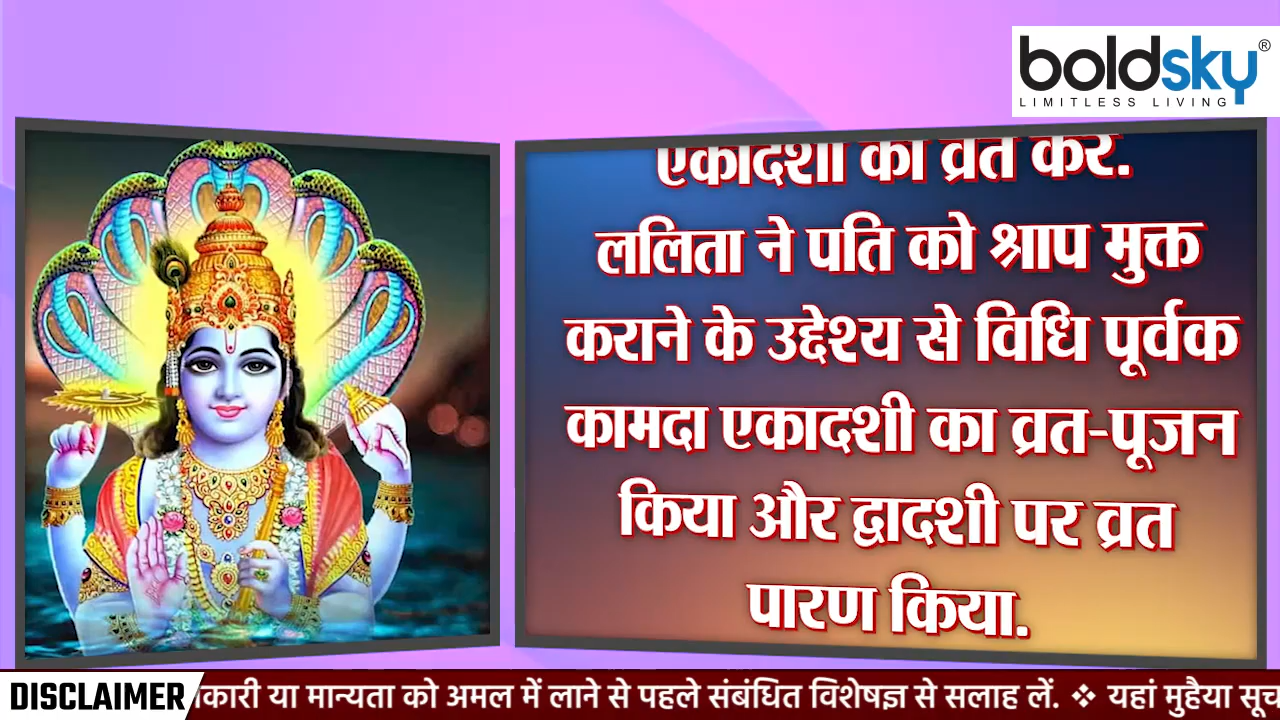 boldsky®
LIMITLESS LIVING
एकादशी का व्रत करें.
ललिता ने पति को श्राप मुक्त
कराने के उद्देश्य से विधि पूर्वक
कामदा एकादशी का व्रत-पूजन
किया और द्वादशी पर व्रत
पारण किया.
DISCLAIMER
या मान्यता को अमल में लाने से पहले संबंधित विशेषज्ञ से सलाह लें. ❖ यहां मुहैया